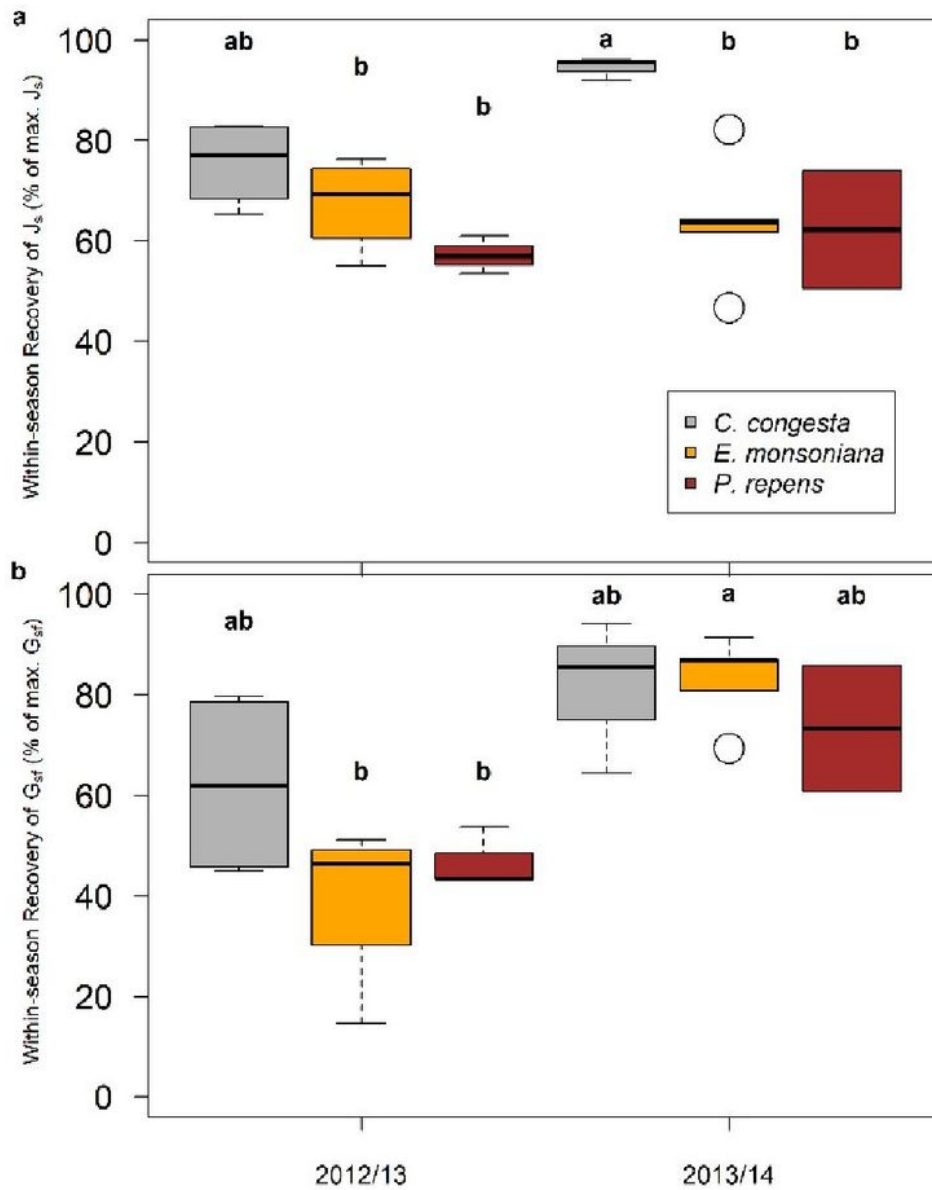 a
Within-season Recovery of Js (% of max. Js)
100
80
60
40
20
0
ab
b
b
a
b
b
C. congesta
E. monsoniana
P. repens
b
Within-season Recovery of Gsf (% of max. Gsf)
100
80
60
40
20
0
ab
b
b
ab
a
ab
2012/13
2013/14